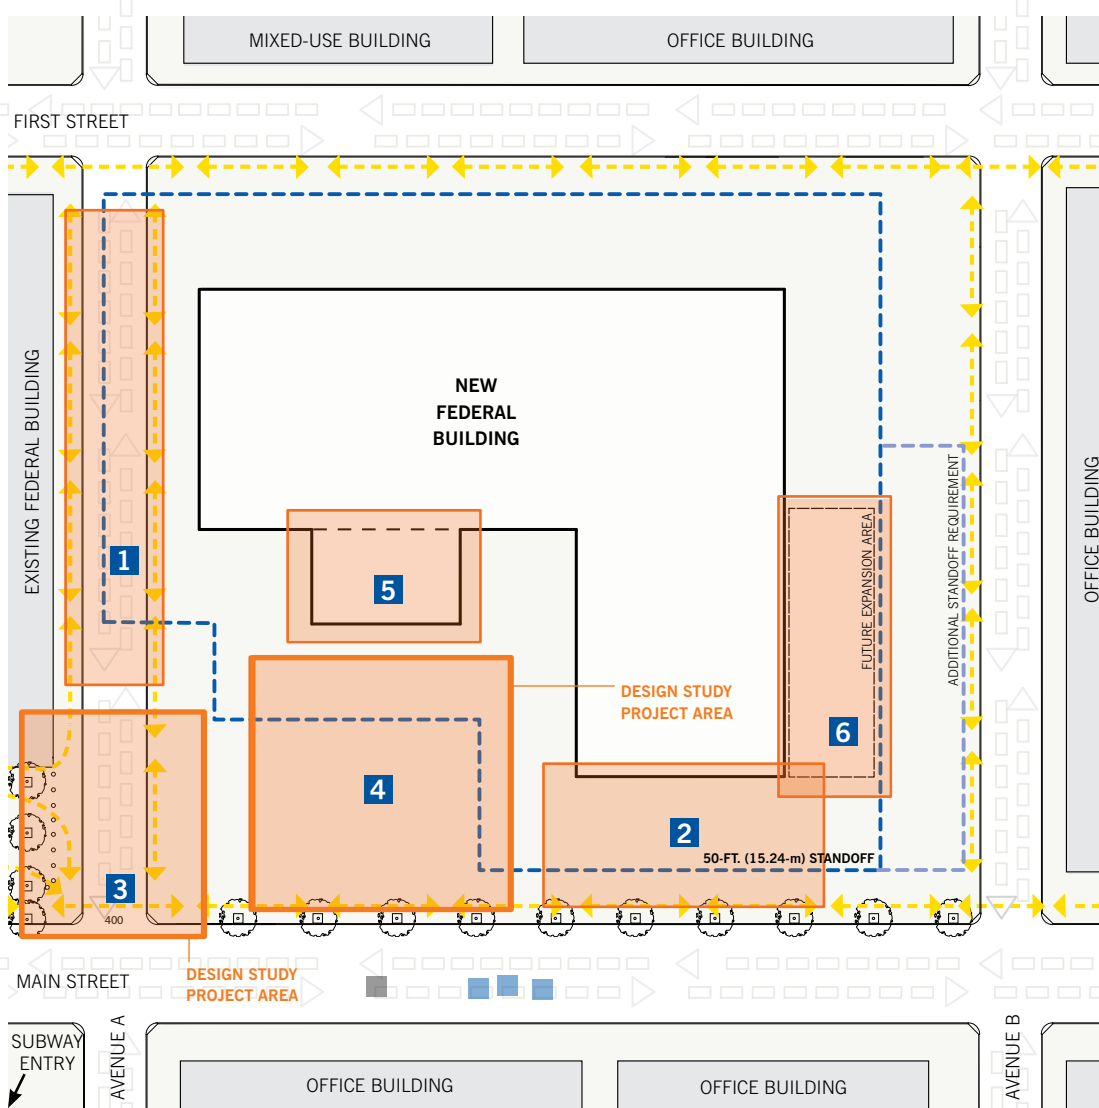 MIXED-USE BUILDING
OFFICE BUILDING
FIRST STREET
EXISTING FEDERAL BUILDING
NEW
FEDERAL
BUILDING
1
5
FUTURE EXPANSION AREA
ADDITIONAL STANDOFF REQUIREMENT
OFFICE BUILDING
DESIGN STUDY
PROJECT AREA
6
4
2
50-FT. (15.24-m) STANDOFF
3
400
MAIN STREET
DESIGN STUDY
PROJECT AREA
SUBWAY
ENTRY
AVENUE A
AVENUE B
OFFICE BUILDING
OFFICE BUILDING